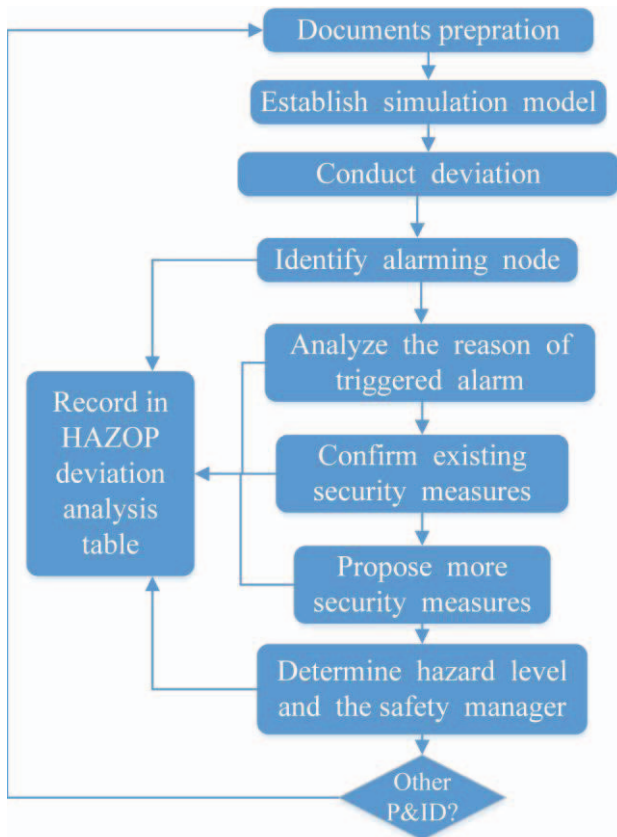 Documents prepration
Establish simulation model
Conduct deviation
Identify alarming node
Analyze the reason of
triggered alarm
Record in
HAZOP
deviation
analysis
table
Confirm existing
security measures
Propose more
security measures
Determine hazard level
and the safety manager
Other
P&ID?